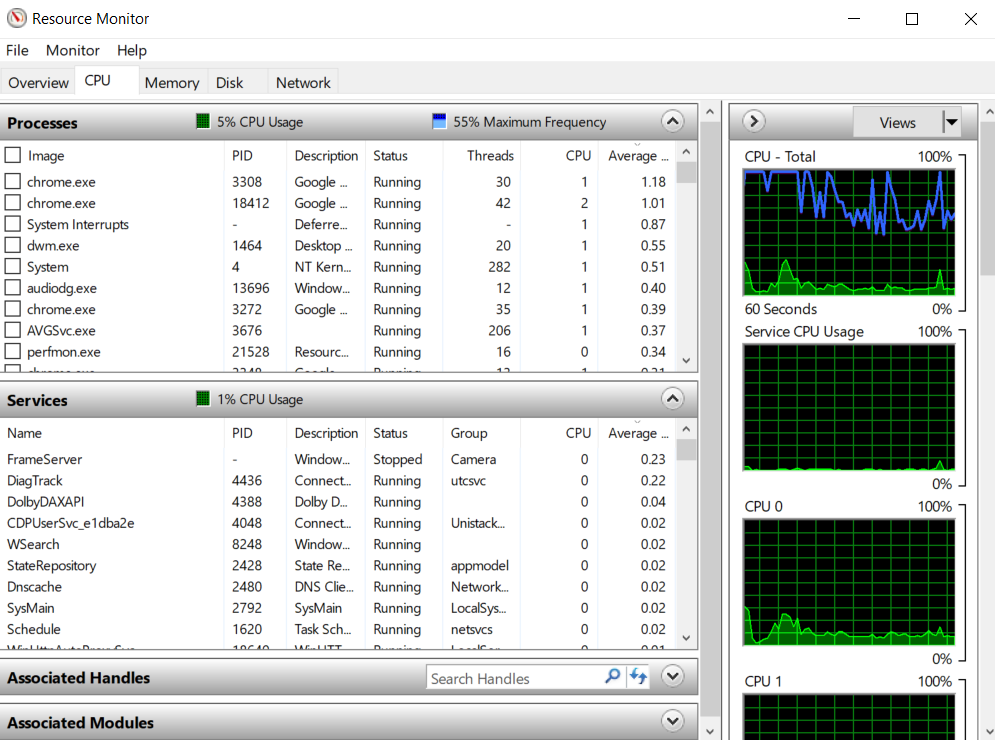 Resource Monitor
File Monitor Help
Overview CPU Memory Disk Network
Processes 5% CPU Usage 55% Maximum Frequency
Image PID Description Status Threads CPU Average ...
chrome.exe 3308 Google ... Running 30 1 1.18
chrome.exe 18412 Google ... Running 42 2 1.01
System Interrupts - Deferre... Running - 1 0.87
dwm.exe 1464 Desktop ... Running 20 1 0.55
System 4 NT Kern... Running 282 1 0.51
audiodg.exe 13696 Window... Running 12 1 0.40
chrome.exe 3272 Google ... Running 35 1 0.39
AVGSvc.exe 3676 Running 206 1 0.37
perfmon.exe 21528 Resourc... Running 16 0 0.34
Services 1% CPU Usage
Name PID Description Status Group CPU Average ...
FrameServer - Window... Stopped Camera 0 0.23
DiagTrack 4436 Connect... Running utcsvc 0 0.22
DolbyDAXAPI 4388 Dolby D... Running 0 0.04
CDPUserSvc_e1dba2e 4048 Connect... Running Unistack... 0 0.02
WSearch 8248 Window... Running 0 0.02
StateRepository 2428 State Re... Running appmodel 0 0.02
Dnscache 2480 DNS Clie... Running Network... 0 0.02
SysMain 2792 SysMain Running LocalSys... 0 0.02
Schedule 1620 Task Sch... Running netsvcs 0 0.02
Associated Handles Search Handles
Associated Modules
Views
CPU - Total 100%
60 Seconds 0%
Service CPU Usage 100%
0%
CPU 0 100%
0%
CPU 1 100%